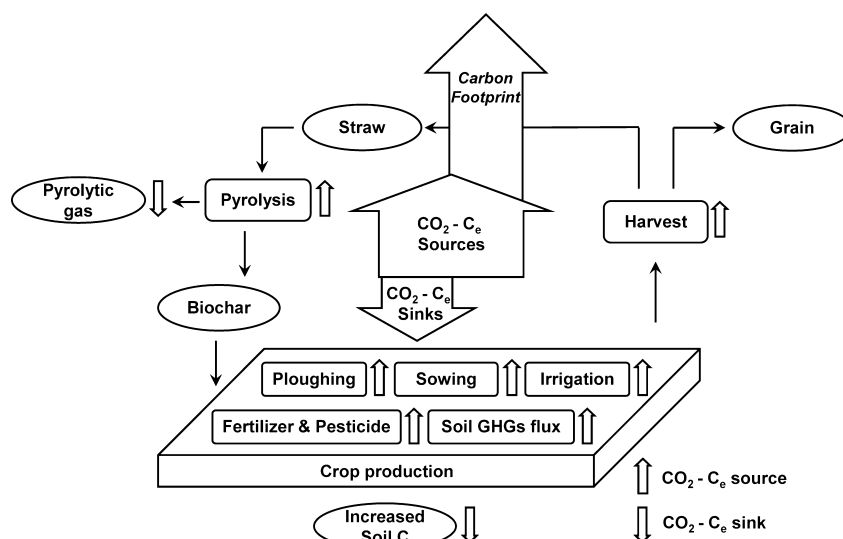 Carbon
Footprint
Straw
Grain
Pyrolytic
gas
Pyrolysis
CO₂ - Cₑ
Sources
Harvest
CO₂ - Cₑ
Sinks
Biochar
Ploughing
Sowing
Irrigation
Fertilizer & Pesticide
Soil GHGs flux
Crop production
CO₂ - Cₑ source
Increased
Soil C
CO₂ - Cₑ sink